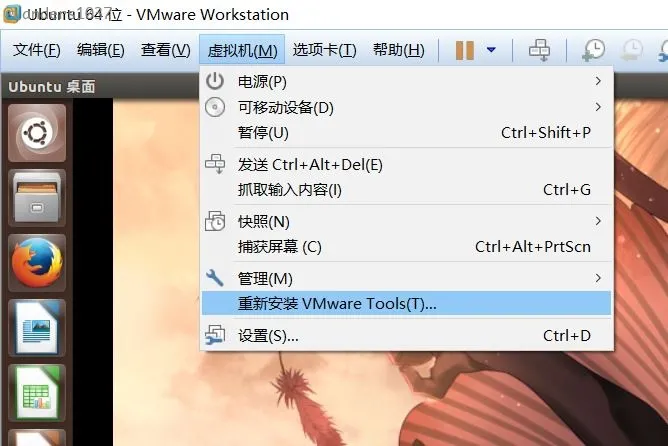 Ubuntu 64 位 - VMware Workstation
文件(F) 编辑(E) 查看(V) 虚拟机(M) 选项卡(T) 帮助(H)
Ubuntu 桌面
电源(P)
可移动设备(D)
暂停(U) Ctrl+Shift+P
发送 Ctrl+Alt+Del(E)
抓取输入内容(I) Ctrl+G
快照(N)
捕获屏幕 (C) Ctrl+Alt+PrtScn
管理(M)
重新安装 VMware Tools(T)...
设置(S)... Ctrl+D